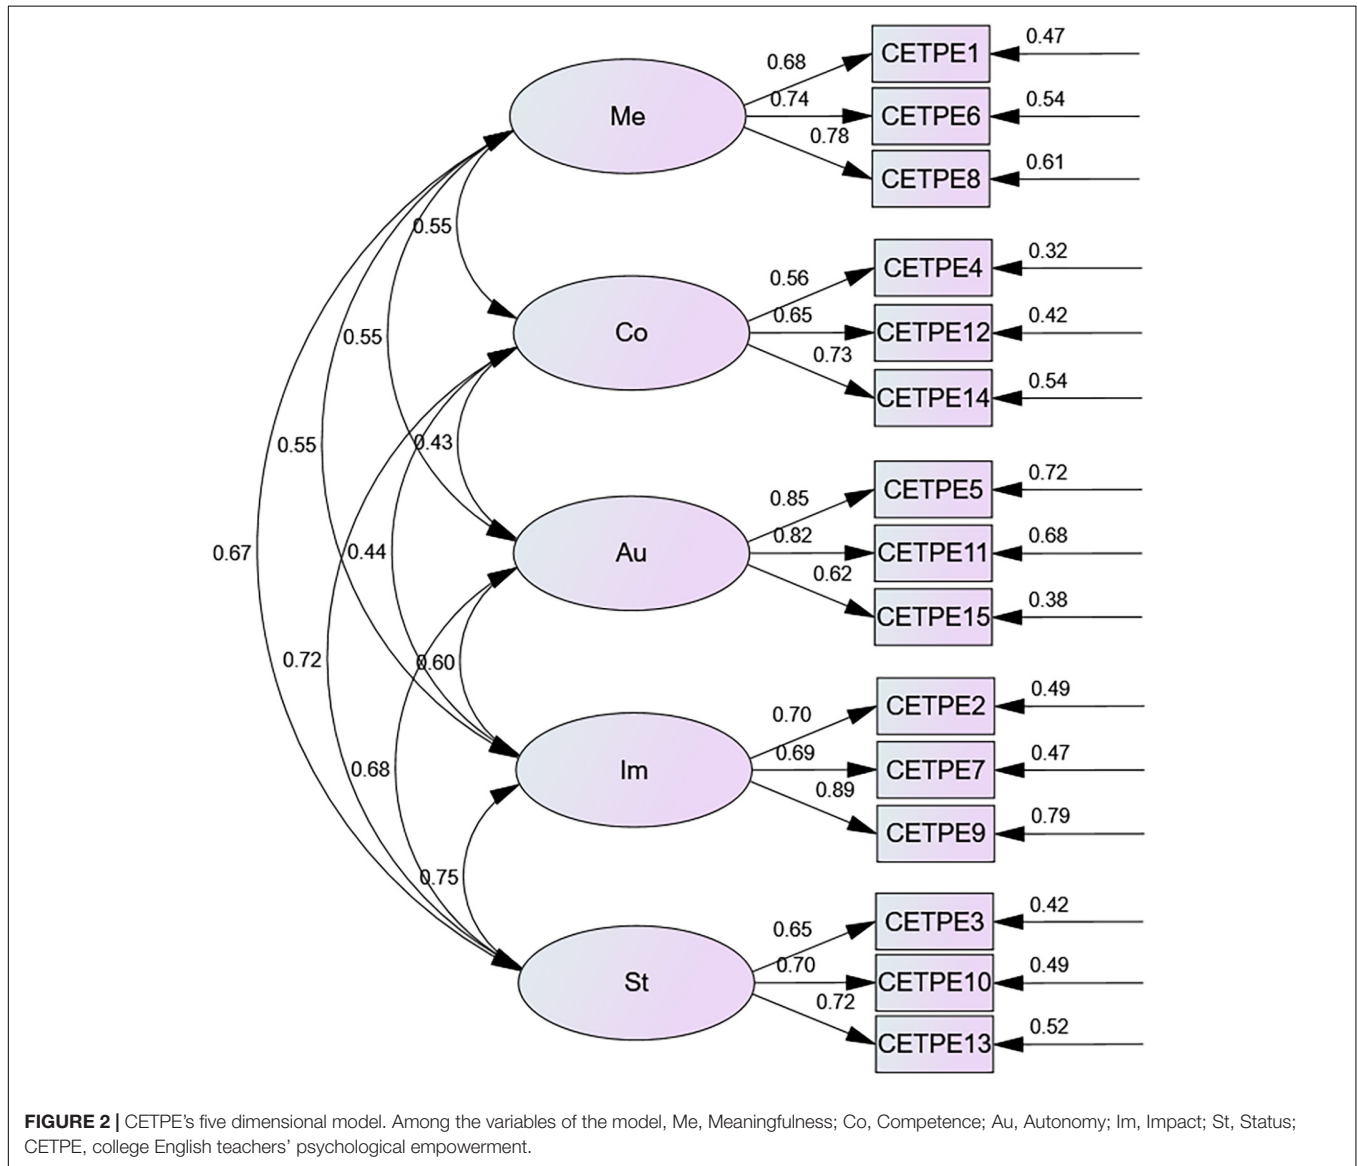 0.47
0.68
CETPE1
Me
0.74
0.54
CETPE6
0.78
0.61
CETPE8
0.55
0.32
0.56
CETPE4
Co
0.65
0.42
CETPE12
0.55
0.73
0.54
CETPE14
0.43
0.55
0.72
0.85
CETPE5
Au
0.82
0.68
CETPE11
0.67
0.44
0.62
0.38
CETPE15
0.72
0.60
0.49
0.70
CETPE2
Im
0.69
0.47
CETPE7
0.68
0.89
0.79
CETPE9
0.75
0.42
0.65
CETPE3
St
0.70
0.49
CETPE10
0.72
0.52
CETPE13
FIGURE 2 | CETPE's five dimensional model. Among the variables of the model, Me, Meaningfulness; Co, Competence; Au, Autonomy; Im, Impact; St, Status;
CETPE, college English teachers' psychological empowerment.